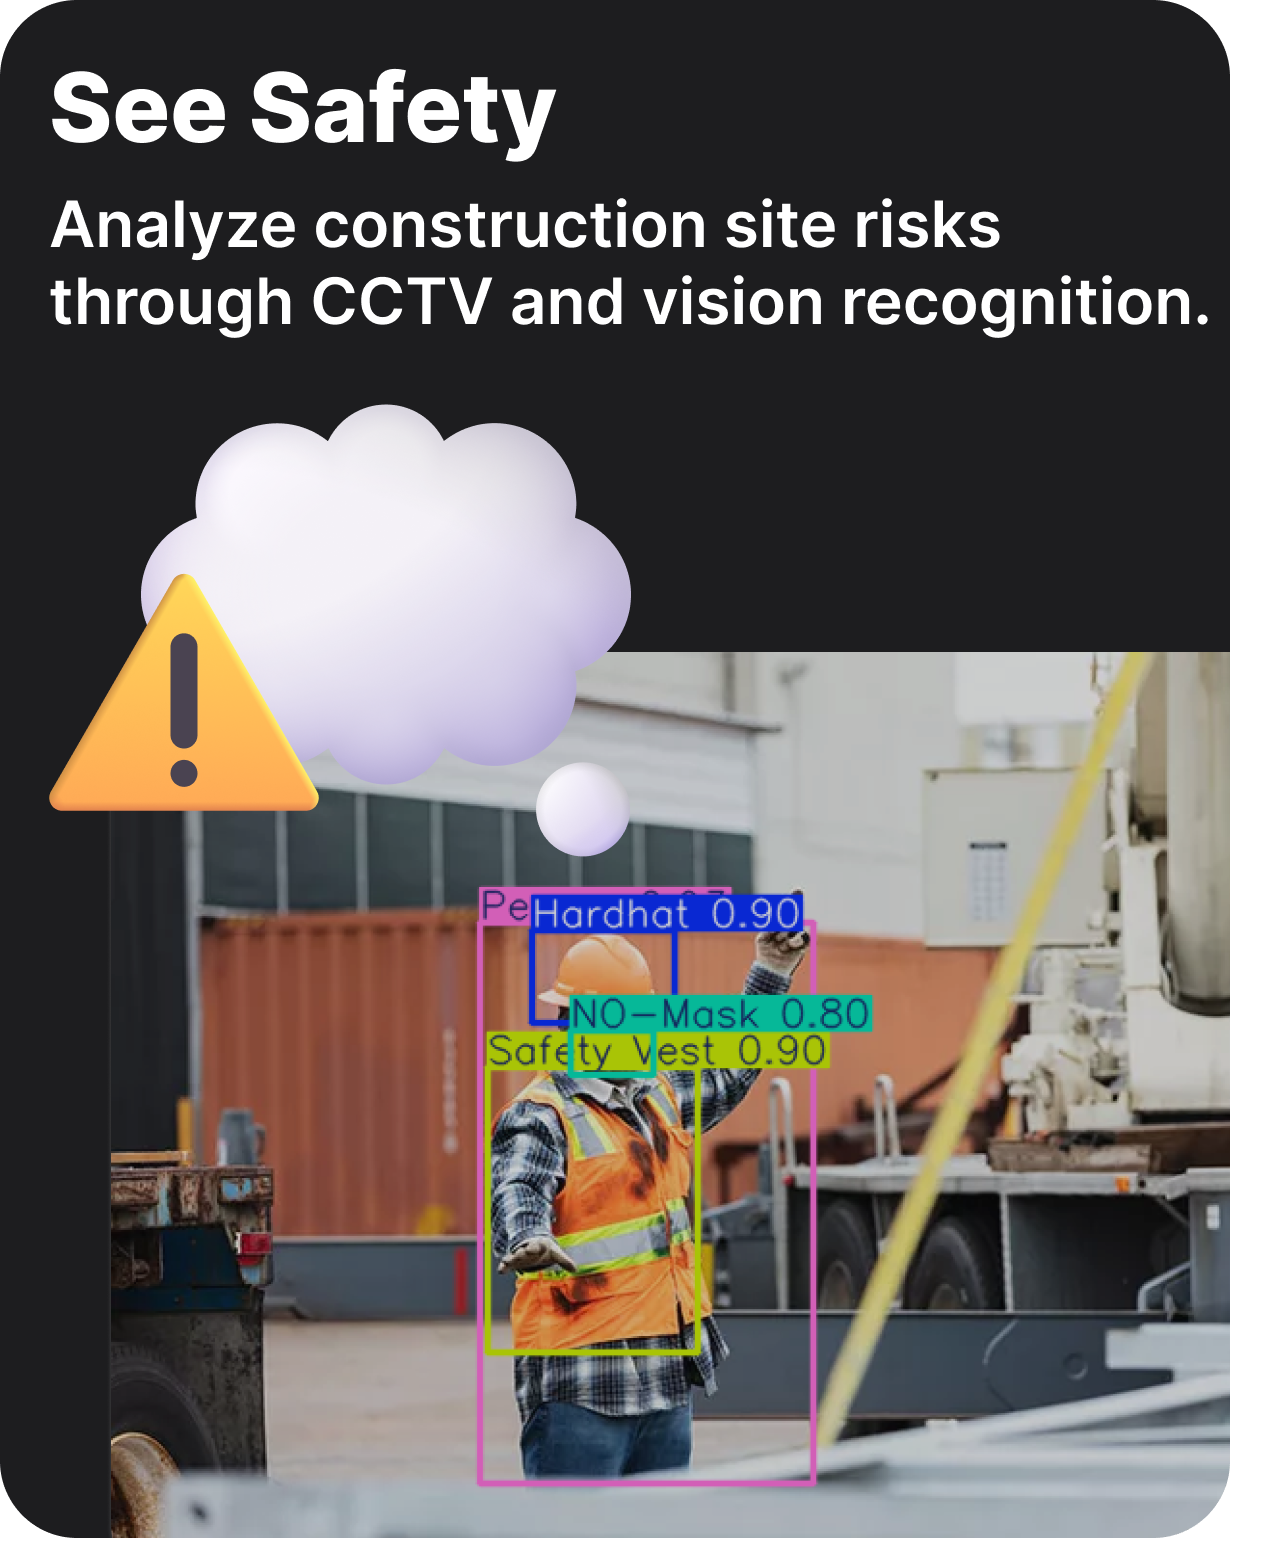 See Safety
Analyze construction site risks
through CCTV and vision recognition.
Hardhat 0.90
NO-Mask 0.80
Safety Vest 0.90